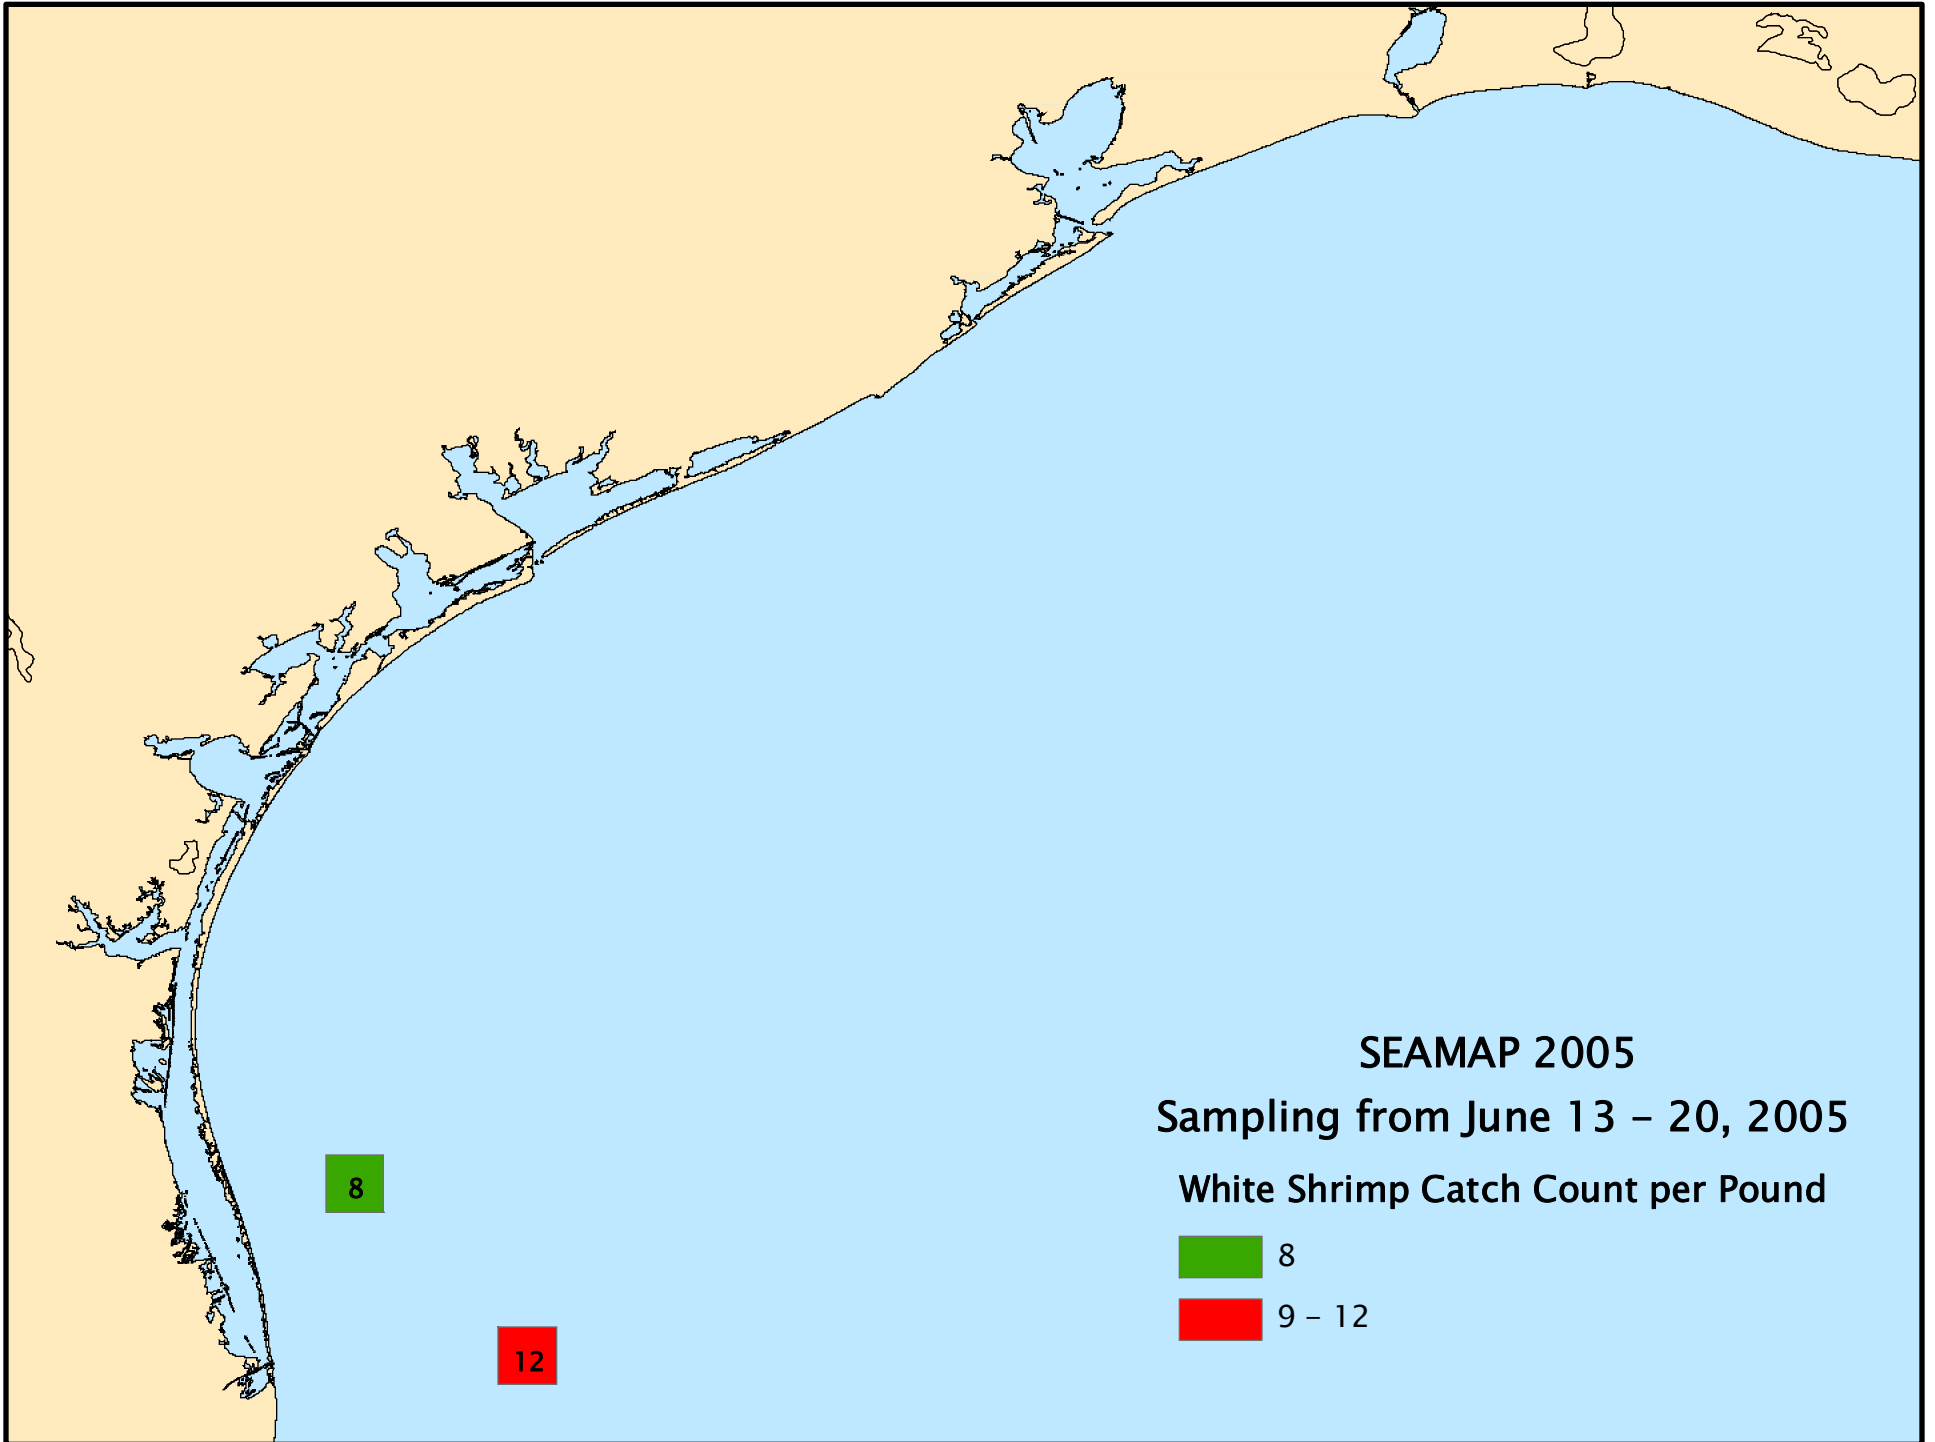 SEAMAP 2005
Sampling from June 13 – 20, 2005
White Shrimp Catch Count per Pound
8
8
9 – 12
12